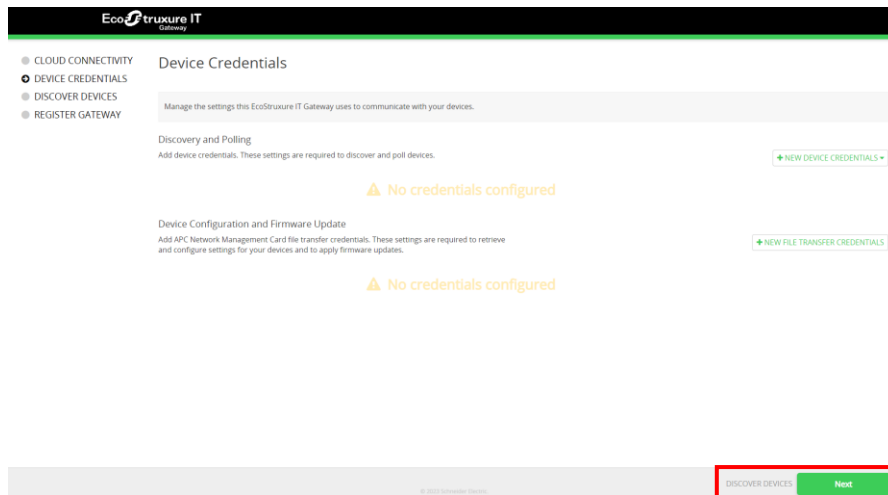 EcoStruxure IT
Gateway
CLOUD CONNECTIVITY
DEVICE CREDENTIALS
DISCOVER DEVICES
REGISTER GATEWAY
Device Credentials
Manage the settings this EcoStruxure IT Gateway uses to communicate with your devices.
Discovery and Polling
Add device credentials. These settings are required to discover and poll devices.
+ NEW DEVICE CREDENTIALS
No credentials configured
Device Configuration and Firmware Update
Add APC Network Management Card file transfer credentials. These settings are required to retrieve
and configure settings for your devices and to apply firmware updates.
+ NEW FILE TRANSFER CREDENTIALS
No credentials configured
DISCOVER DEVICES
Next
Schneider Electric